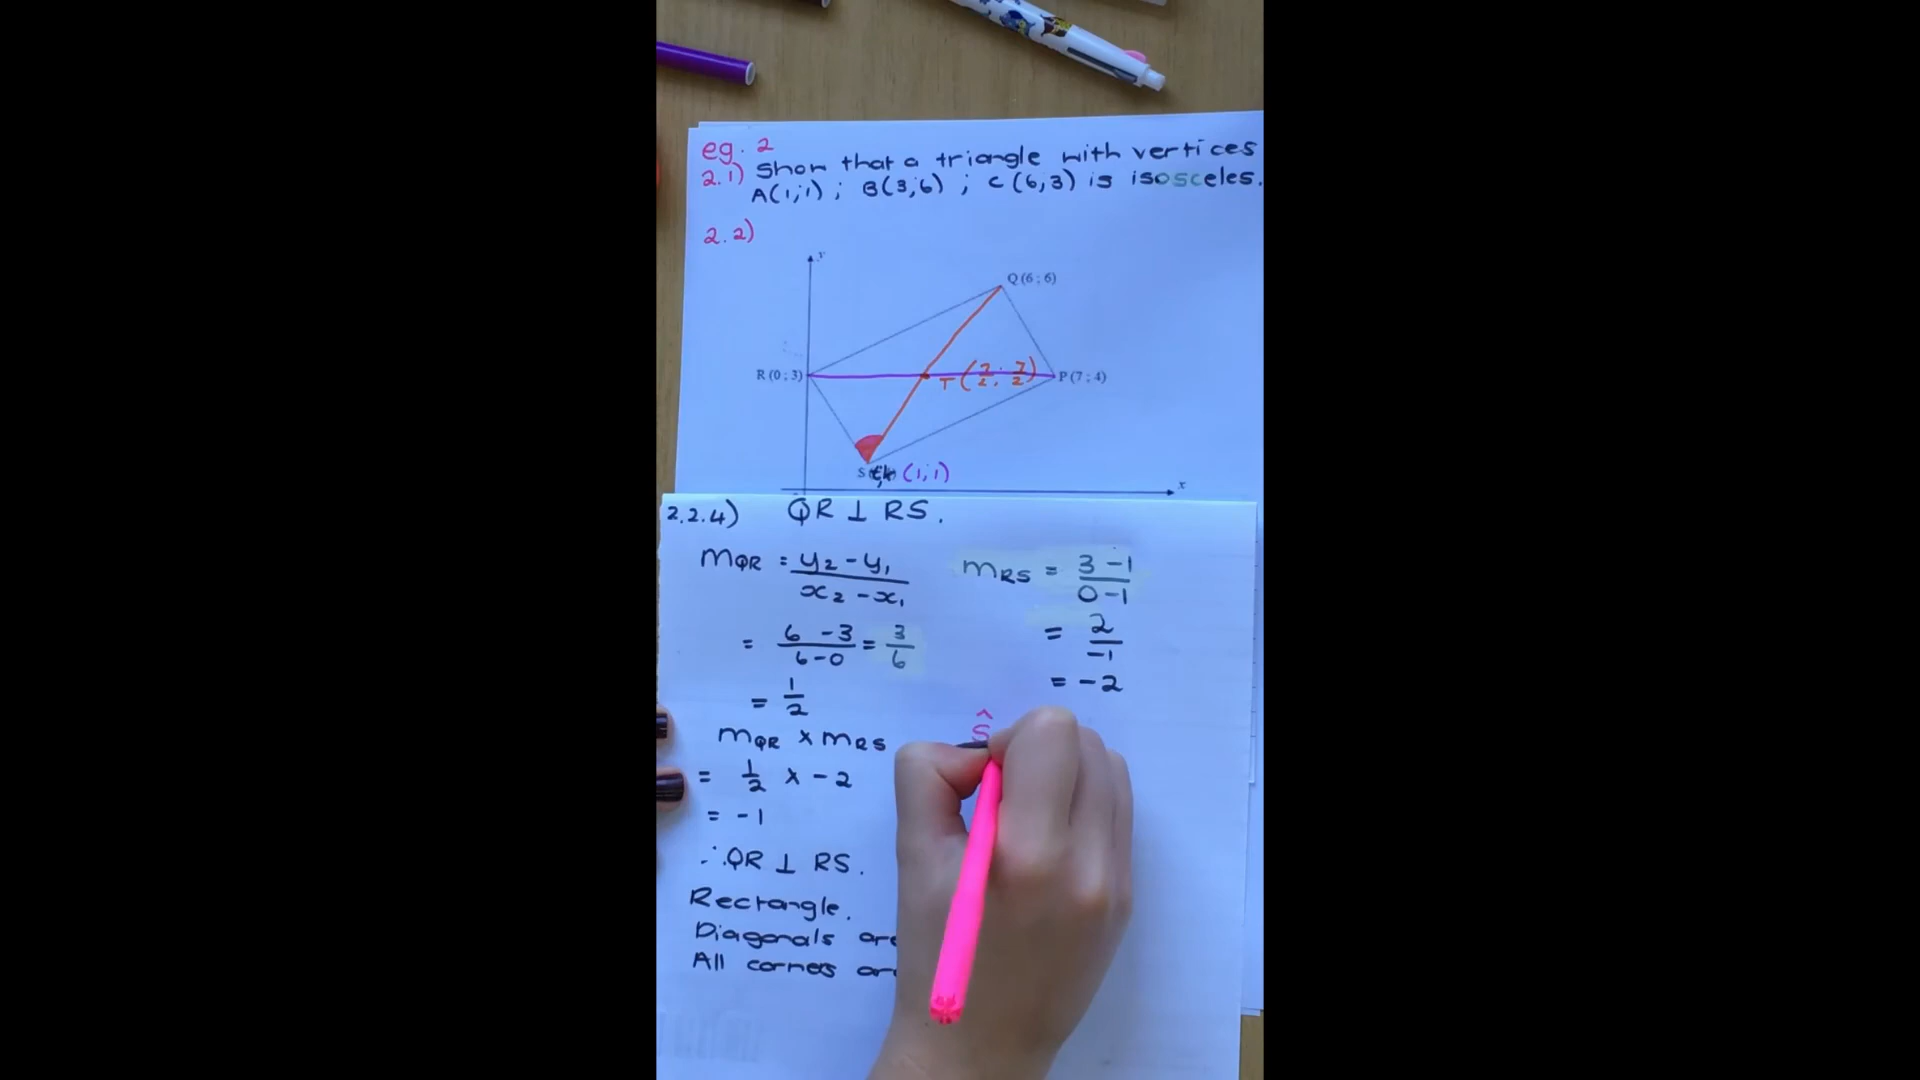 eg. 2
2.1) Show that a triangle with vertices
A(1;1) ; B(3;6) ; C(6,3) is isosceles.
2.2)
y
Q (6 ; 6)
R (0 ; 3)
T (7/2 ; 7/2)
P (7 ; 4)
S (1;1)
x
2.2.4) QR ⊥ RS.
mQR = y₂ - y₁ / x₂ - x₁
mRS = 3 - 1 / 0 - 1
= 6 - 3 / 6 - 0 = 3/6
= 2 / -1
= 1/2
= -2
mQR × mRS
Ŝ
= 1/2 × -2
= -1
∴ QR ⊥ RS.
Rectangle.
Diagonals are
All corners are